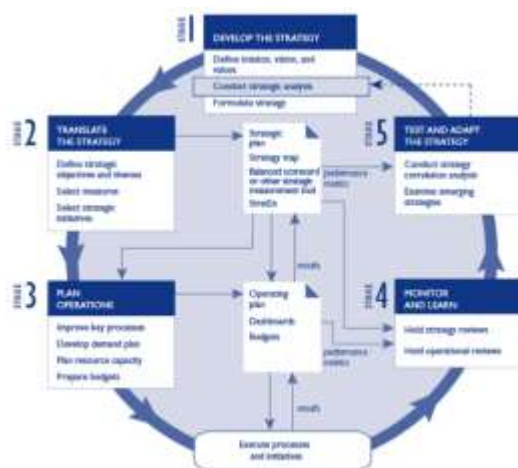 STAGE 1
DEVELOP THE STRATEGY
Define mission, vision, and
values
Conduct strategic analysis
Formulate strategy
STAGE 2
TRANSLATE
THE STRATEGY
Define strategic
objectives and themes
Select measures
Select strategic
initiatives
Strategic
plan
Strategy map
Balanced scorecard
or other strategic
measurement tool
performance
metrics
STAGE 5
TEST AND ADAPT
THE STRATEGY
Conduct strategy
correlation analysis
Examine emerging
strategies
results
STAGE 3
PLAN
OPERATIONS
Improve key processes
Develop demand plan
Plan resource capacity
Prepare budgets
Operating
plan
Dashboards
Budgets
performance
metrics
STAGE 4
MONITOR
AND LEARN
Hold strategy reviews
Hold operational reviews
results
Execute processes
and initiatives